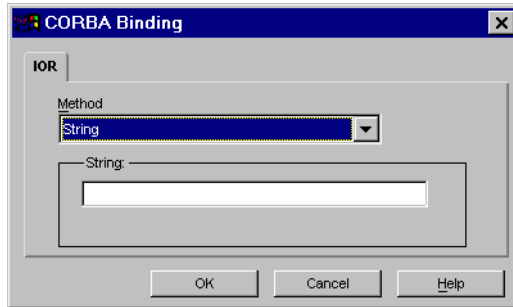 CORBA Binding
IOR
Method
String
String:
OK
Cancel
Help